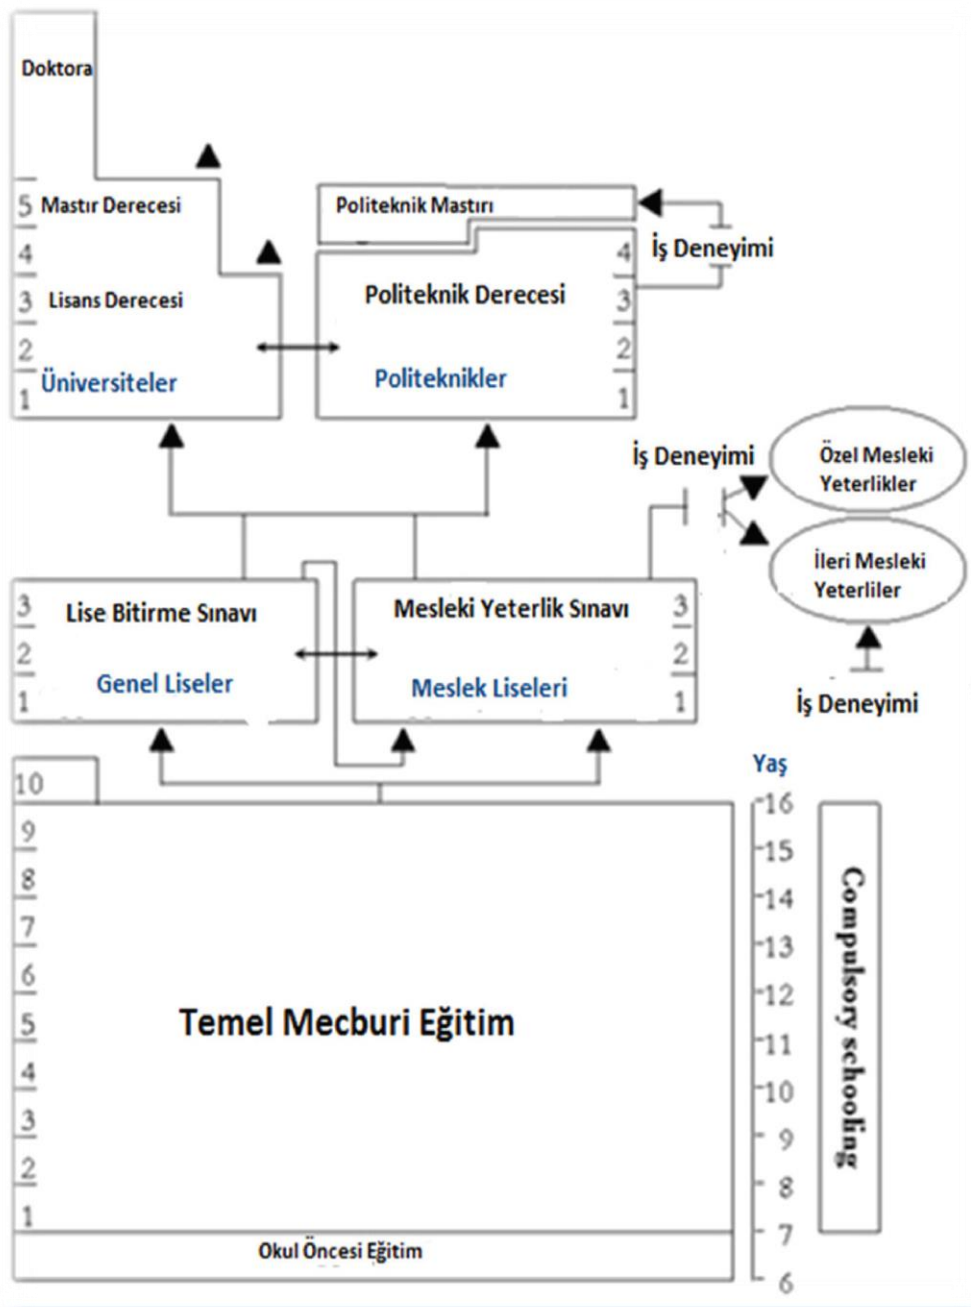 Doktora
5 Mastır Derecesi
4
3 Lisans Derecesi
2
Üniversiteler
1
Politeknik Mastırı
4
Politeknik Derecesi
3
2
Politeknikler
1
İş Deneyimi
İş Deneyimi
Özel Mesleki
Yeterlikler
İleri Mesleki
Yeterliler
İş Deneyimi
3
Lise Bitirme Sınavı
2
Genel Liseler
1
Mesleki Yeterlik Sınavı
3
2
Meslek Liseleri
1
10
9
8
7
6
5
4
3
2
1
Temel Mecburi Eğitim
Okul Öncesi Eğitim
Yaş
16
15
14
13
12
11
10
9
8
7
6
Compulsory schooling